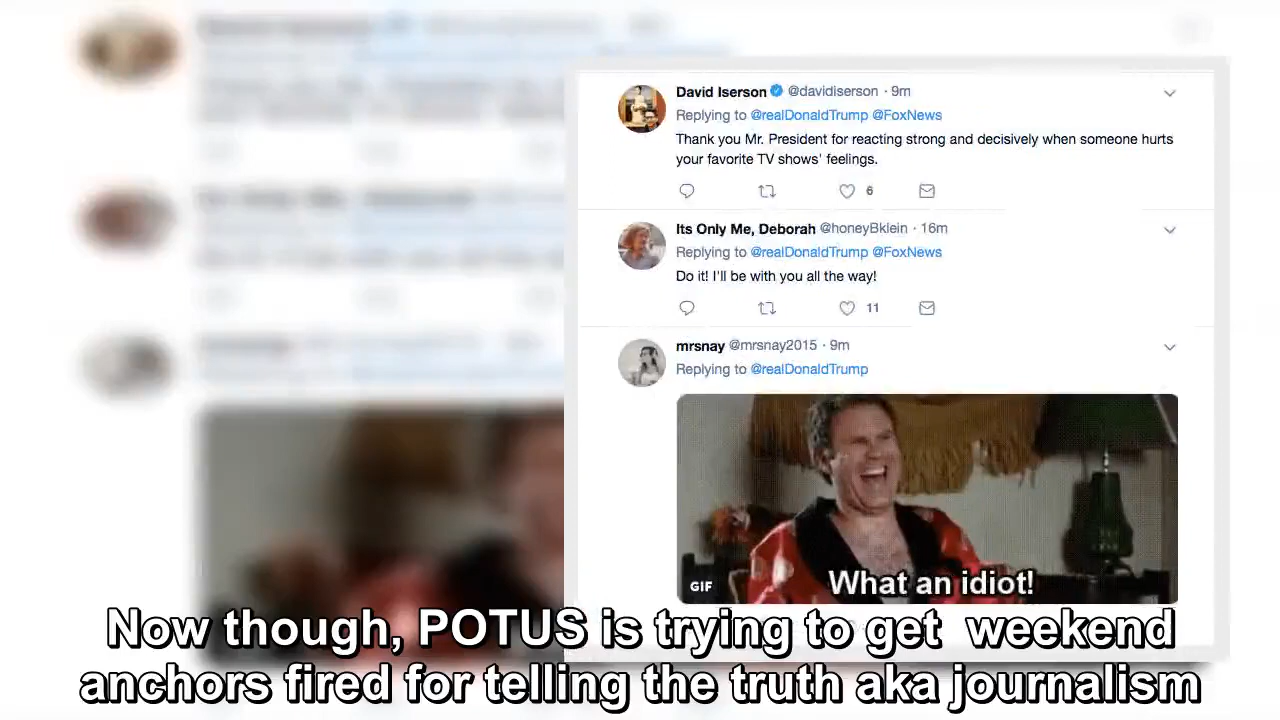 David Iserson @davidiserson · 9m
Replying to @realDonaldTrump @FoxNews
Thank you Mr. President for reacting strong and decisively when someone hurts
your favorite TV shows' feelings.
6
Its Only Me, Deborah @honeyBklein · 16m
Replying to @realDonaldTrump @FoxNews
Do it! I'll be with you all the way!
11
mrsnay @mrsnay2015 · 9m
Replying to @realDonaldTrump
GIF
What an idiot!
Now though, POTUS is trying to get weekend
anchors fired for telling the truth aka journalism